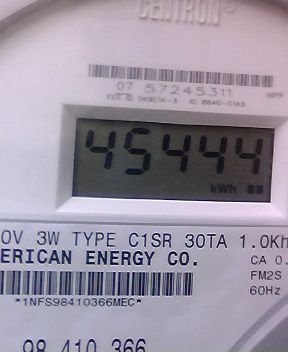 CENTRON®
07 57245311
45444
kWh
0V 3W TYPE C1SR 30TA 1.0Kh
ERICAN ENERGY CO.
CA 0.
FM2S
60Hz
*1NFS98410366MEC*
98 410 366